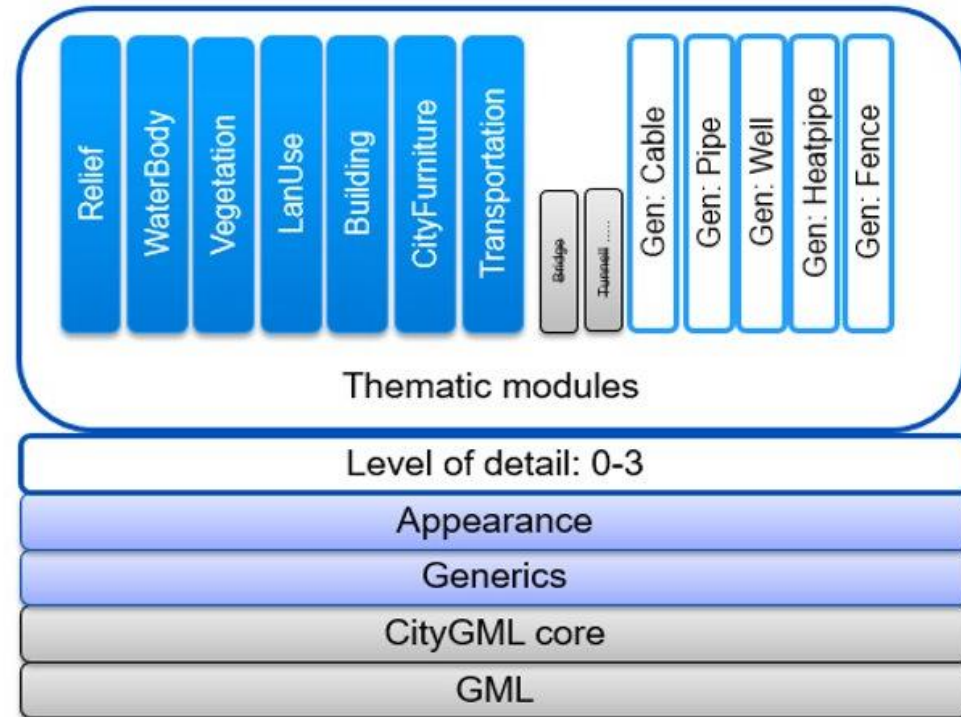 Relief
WaterBody
Vegetation
LanUse
Building
CityFurniture
Transportation
Bridge
Tunnell .....
Gen: Cable
Gen: Pipe
Gen: Well
Gen: Heatpipe
Gen: Fence
Thematic modules
Level of detail: 0-3
Appearance
Generics
CityGML core
GML